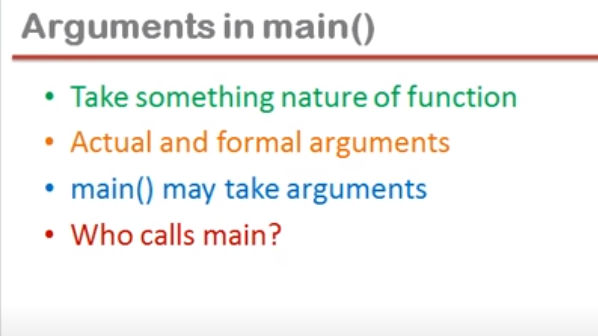 Arguments in main()
• Take something nature of function
• Actual and formal arguments
• main() may take arguments
• Who calls main?